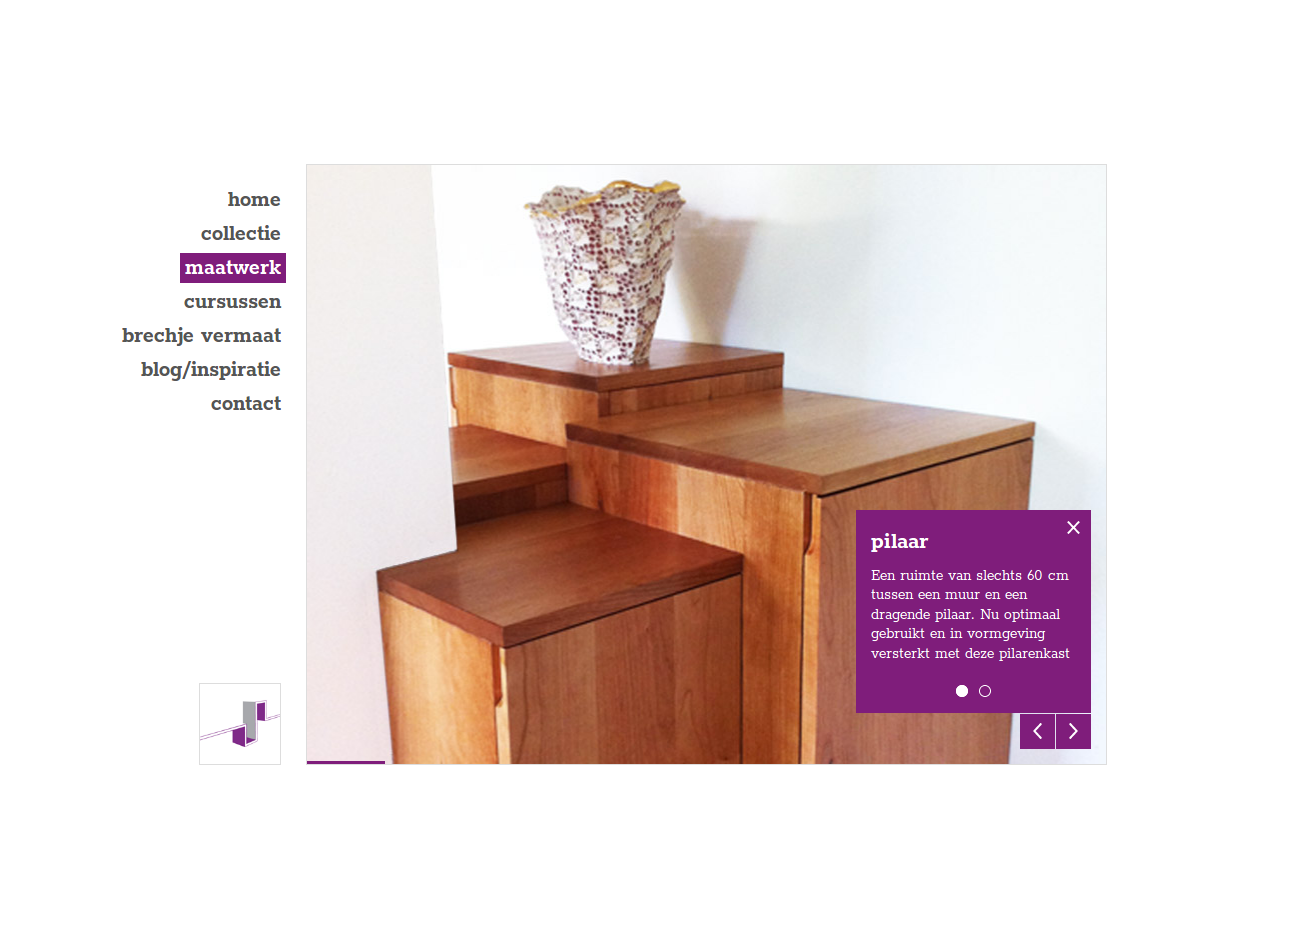 home
collectie
maatwerk
cursussen
brechje vermaat
blog/inspiratie
contact
pilaar
Een ruimte van slechts 60 cm
tussen een muur en een
dragende pilaar. Nu optimaal
gebruikt en in vormgeving
versterkt met deze pilarenkast